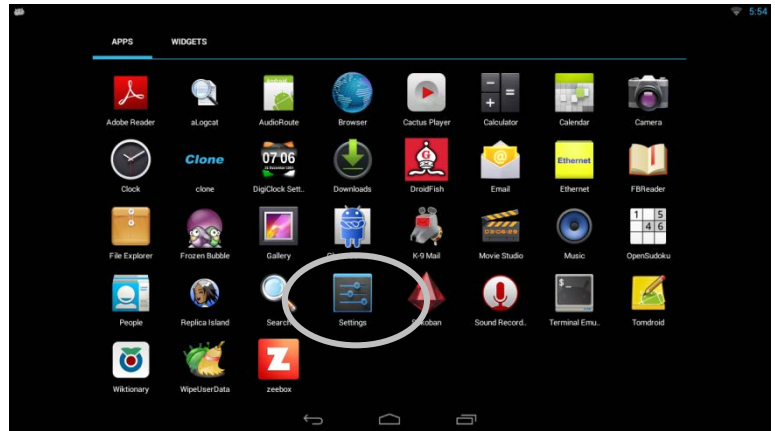 5:54
APPS WIDGETS
Adobe Reader aLogcat AudioRoute Browser Cactus Player Calculator Calendar Camera
07 06
Clone
G
@
Ethernet
Clock clone DigiClock Sett.. Downloads DroidFish Email Ethernet FBReader
1 5
4 6
File Explorer Frozen Bubble Gallery K-9 Mail Movie Studio Music OpenSudoku
$_
People Replica Island Search Settings Sokoban Sound Record.. Terminal Emu.. Tomdroid
Z
Wiktionary WipeUserData zeebox